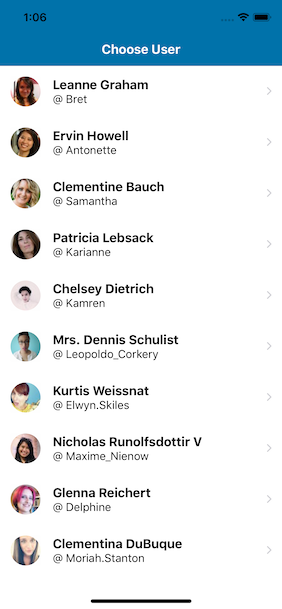 1:06
Choose User
Leanne Graham
@ Bret
Ervin Howell
@ Antonette
Clementine Bauch
@ Samantha
Patricia Lebsack
@ Karianne
Chelsey Dietrich
@ Kamren
Mrs. Dennis Schulist
@ Leopoldo_Corkery
Kurtis Weissnat
@ Elwyn.Skiles
Nicholas Runolfsdottir V
@ Maxime_Nienow
Glenna Reichert
@ Delphine
Clementina DuBuque
@ Moriah.Stanton